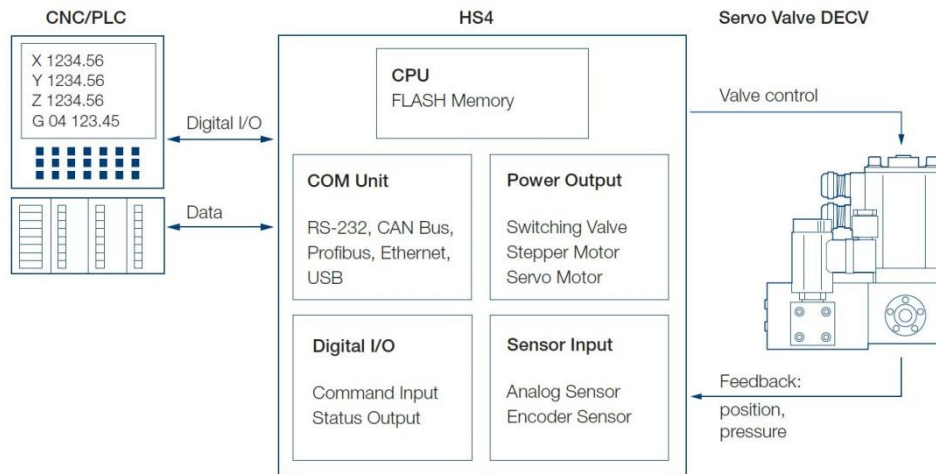 CNC/PLC
X 1234.56
Y 1234.56
Z 1234.56
G 04 123.45
Digital I/O
Data
HS4
CPU
FLASH Memory
COM Unit
RS-232, CAN Bus,
Profibus, Ethernet,
USB
Power Output
Switching Valve
Stepper Motor
Servo Motor
Digital I/O
Command Input
Status Output
Sensor Input
Analog Sensor
Encoder Sensor
Servo Valve DECV
Valve control
Feedback:
position,
pressure